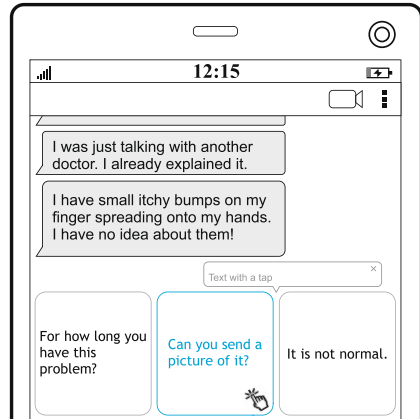 12:15
I was just talking with another
doctor. I already explained it.
I have small itchy bumps on my
finger spreading onto my hands.
I have no idea about them!
Text with a tap
For how long you
have this
problem?
Can you send a
picture of it?
It is not normal.